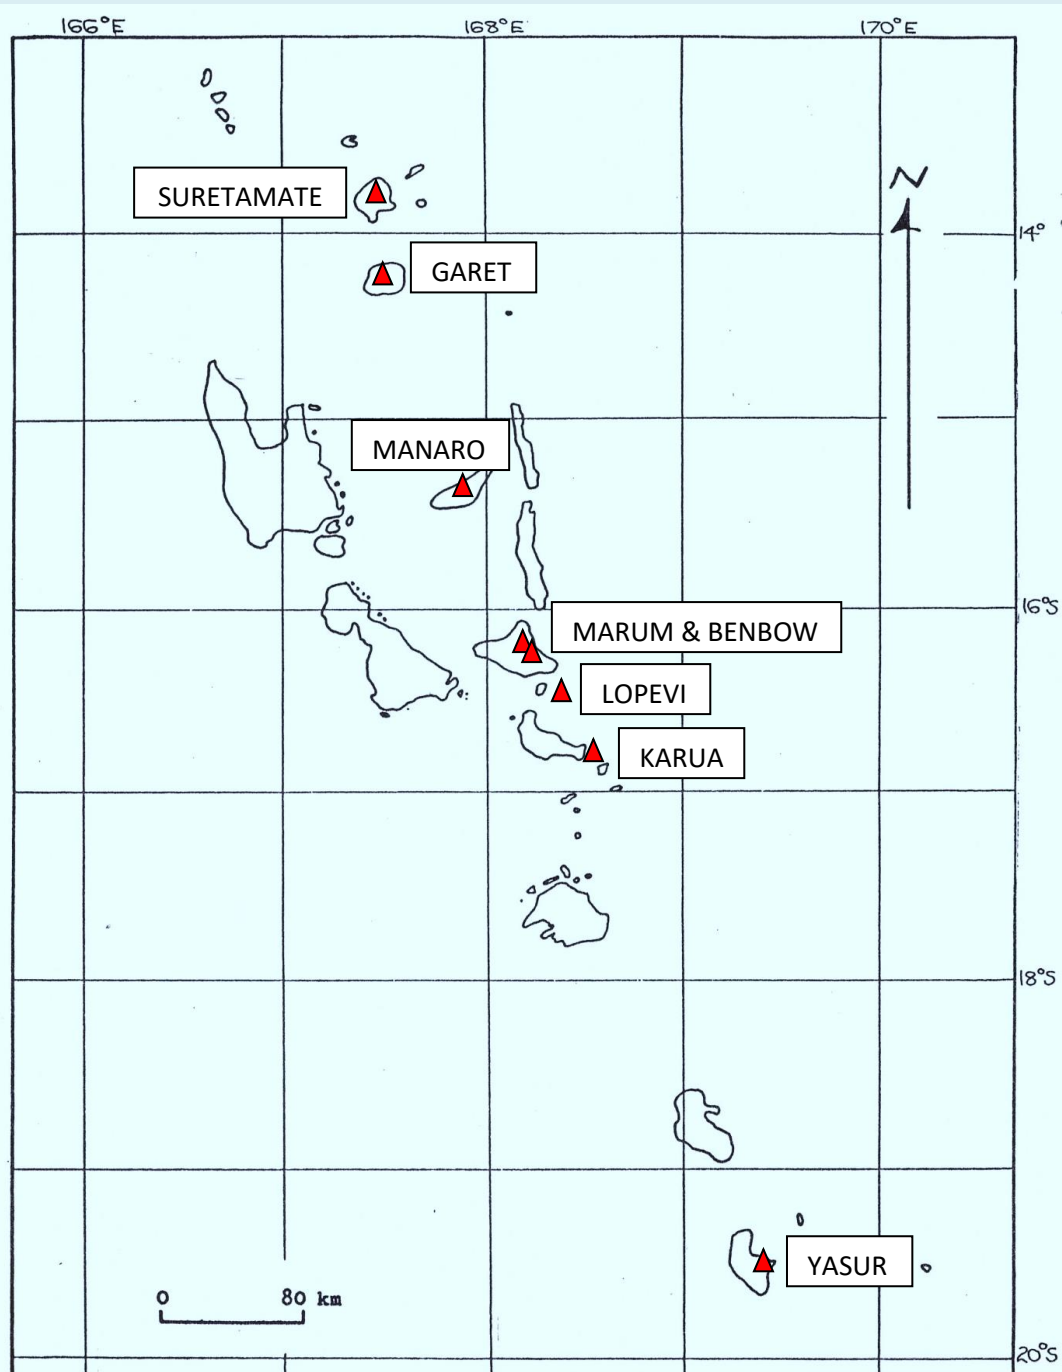 166°E
168°E
170°E
N
SURETAMATE
14°
GARET
MANARO
16°S
MARUM & BENBOW
LOPEVI
KARUA
18°S
YASUR
0 80 km
20°S